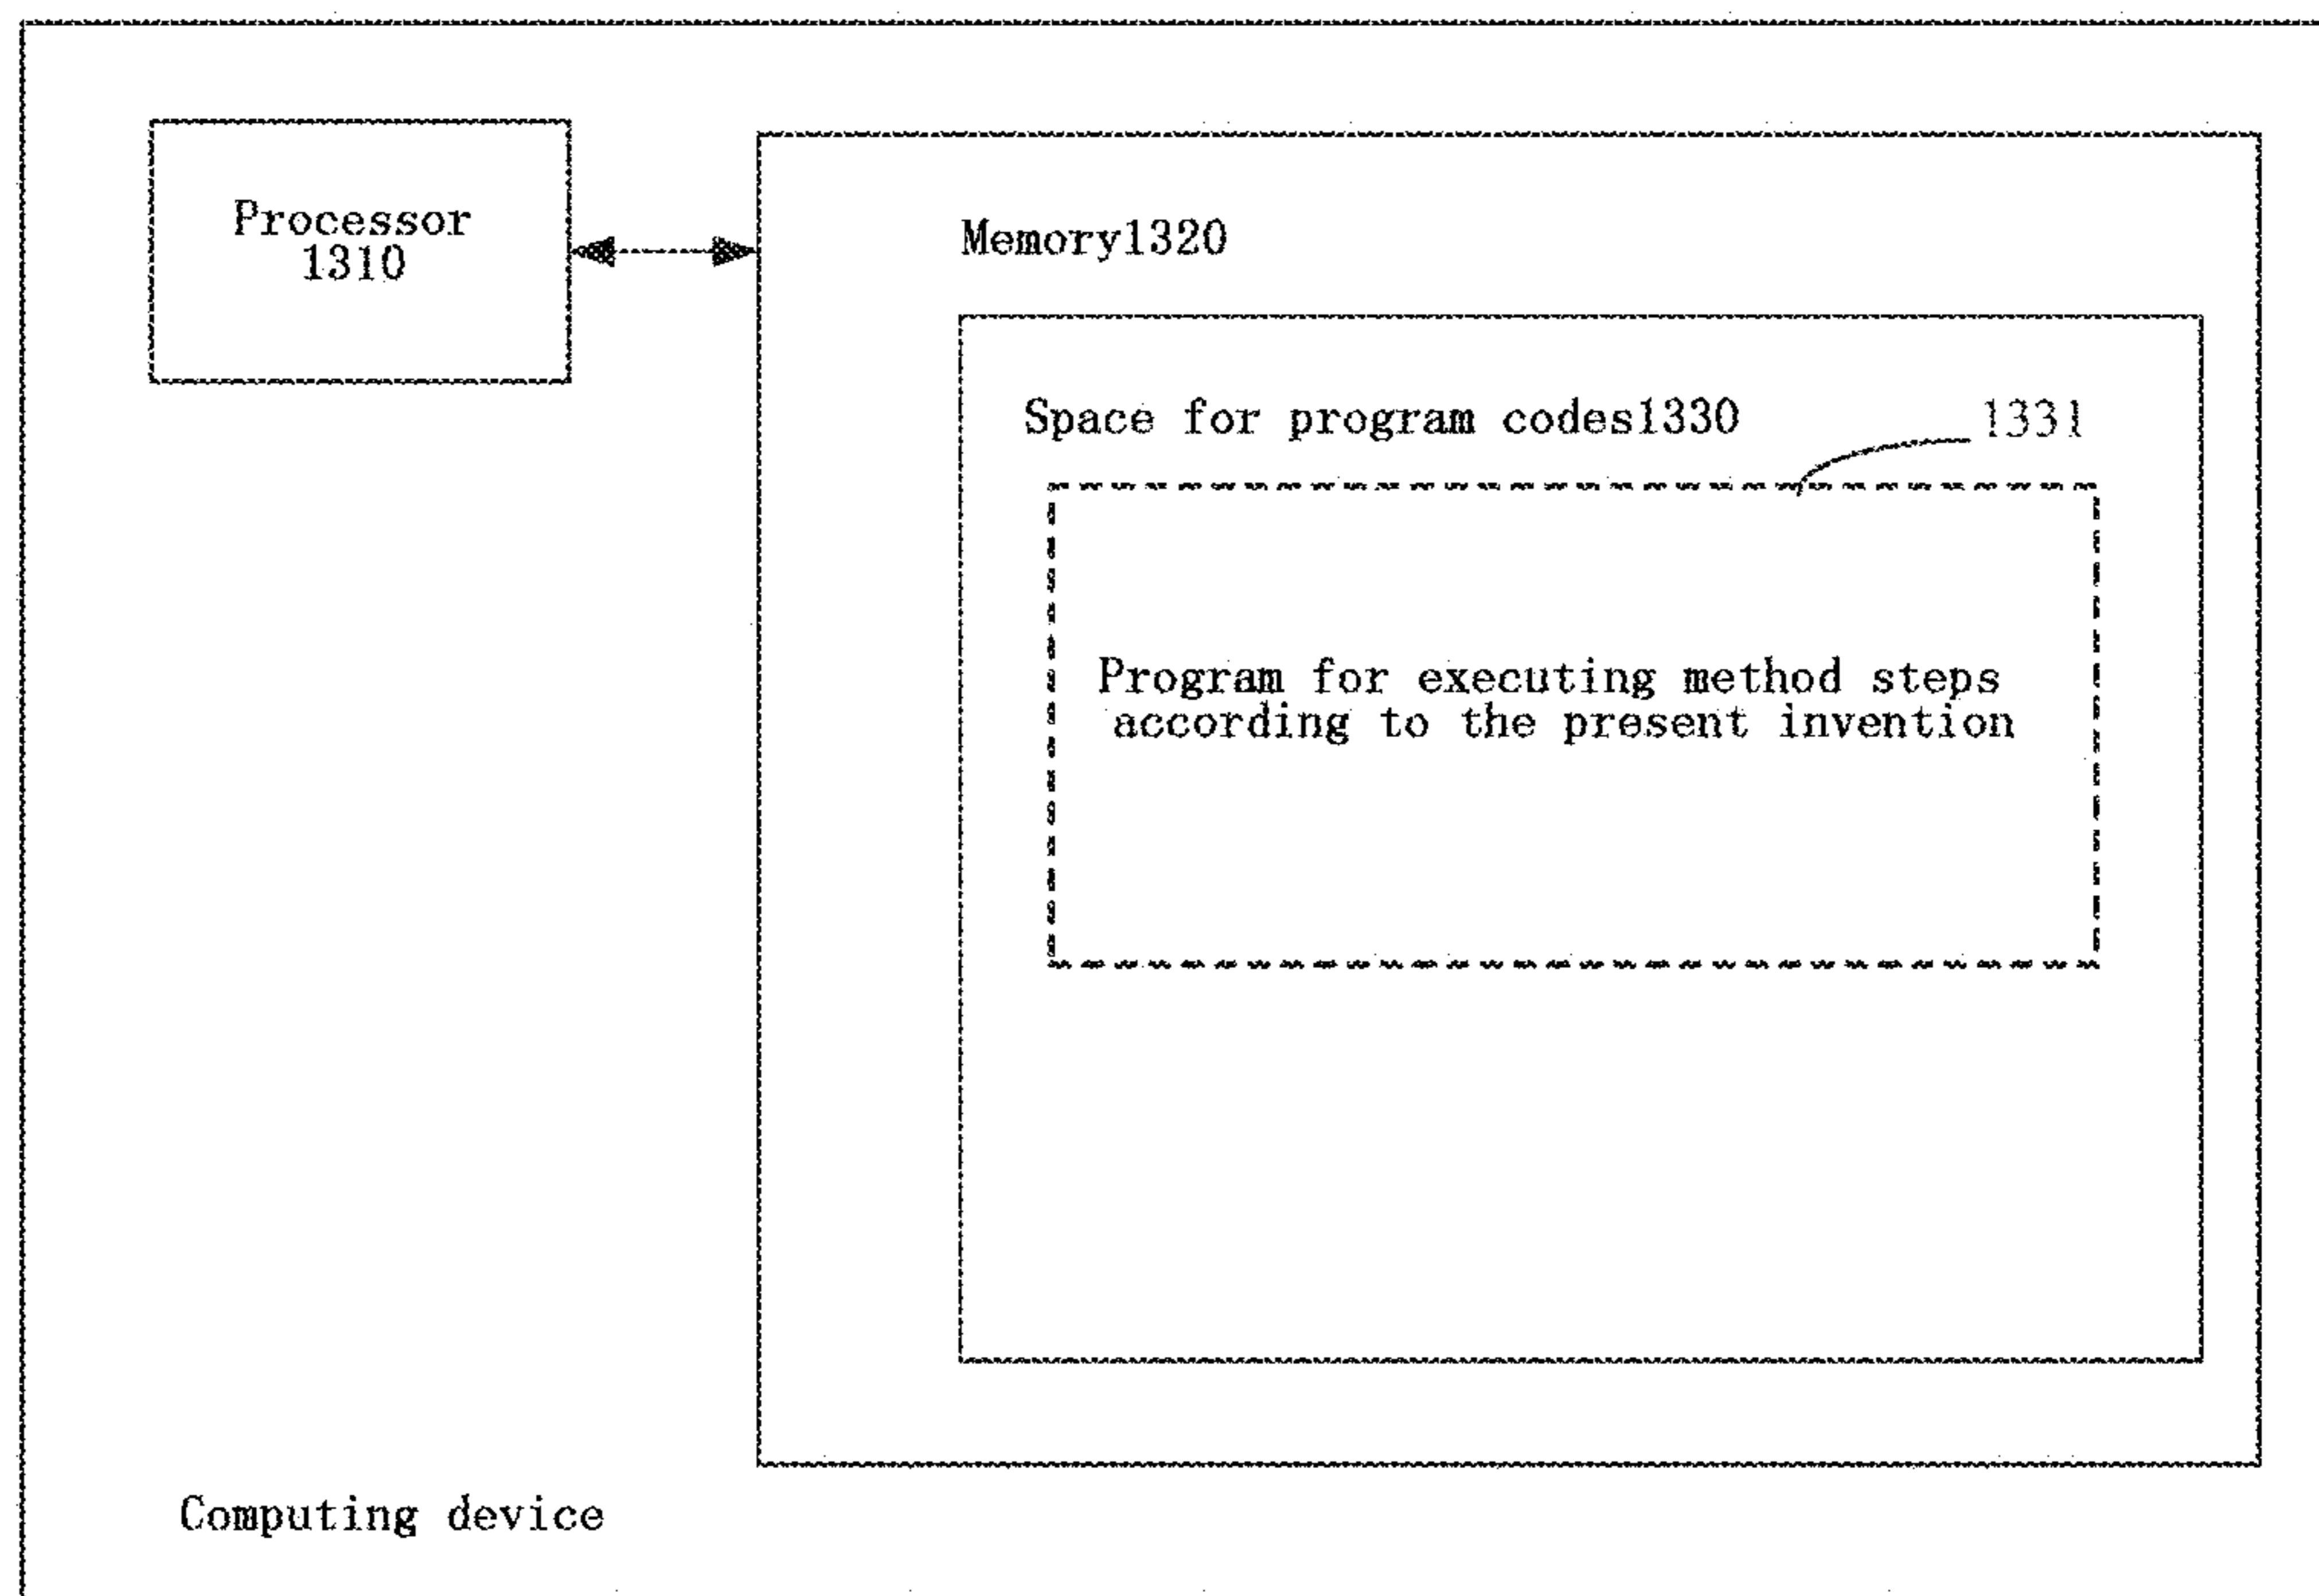 Processor
1310
Memory1320
Space for program codes1330
1331
Program for executing method steps
according to the present invention
Computing device